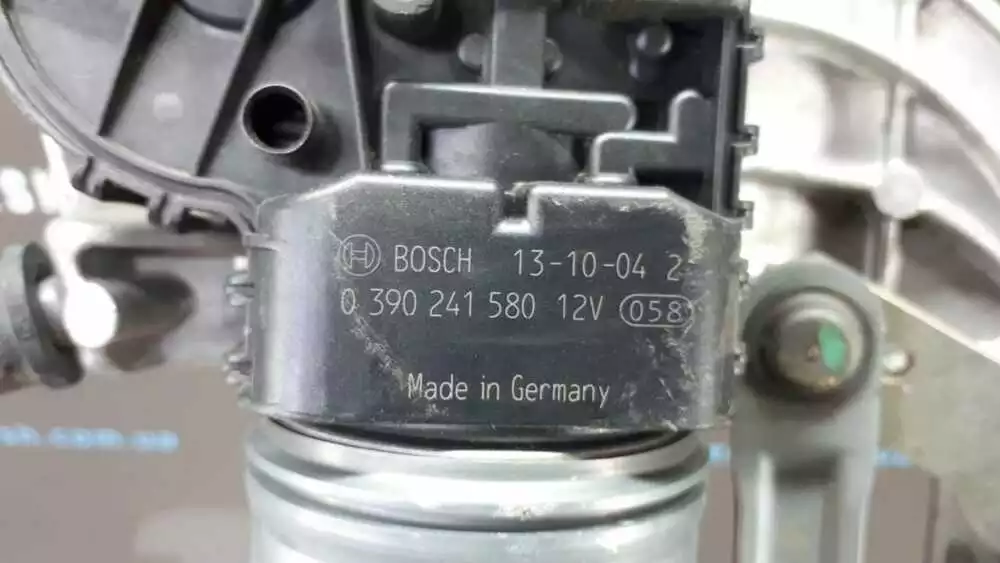 BOSCH 13-10-04 2
0 390 241 580 12V 058
Made in Germany